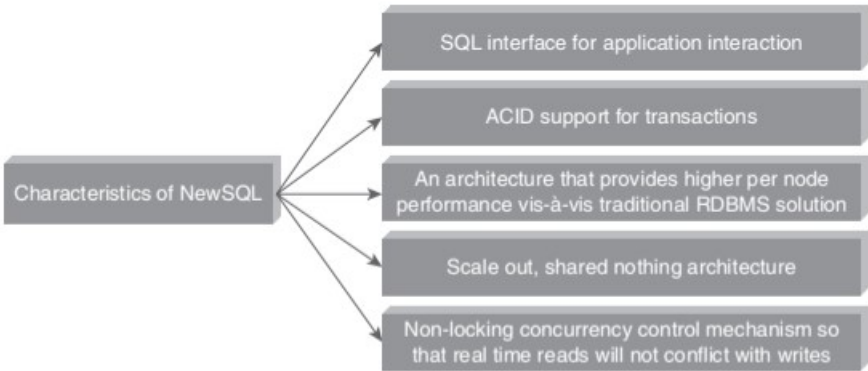 SQL interface for application interaction
ACID support for transactions
Characteristics of NewSQL
An architecture that provides higher per node
performance vis-à-vis traditional RDBMS solution
Scale out, shared nothing architecture
Non-locking concurrency control mechanism so
that real time reads will not conflict with writes